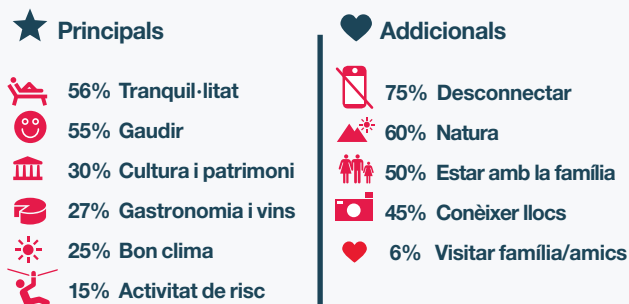 Principals
56% Tranquil·litat
55% Gaudir
30% Cultura i patrimoni
27% Gastronomia i vins
25% Bon clima
15% Activitat de risc
Addicionals
75% Desconnectar
60% Natura
50% Estar amb la família
45% Conèixer llocs
6% Visitar família/amics